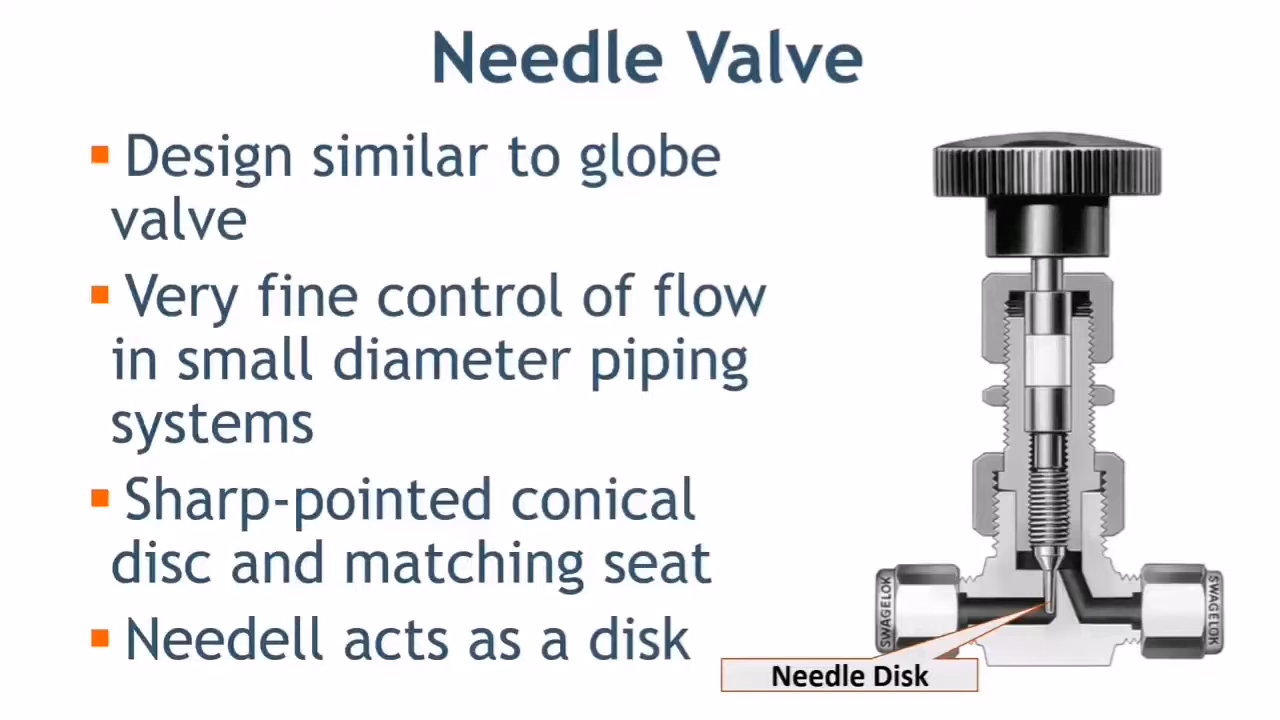 Needle Valve
Design similar to globe
valve
Very fine control of flow
in small diameter piping
systems
Sharp-pointed conical
disc and matching seat
Needell acts as a disk
SWAGELOK
SWAGELOK
Needle Disk